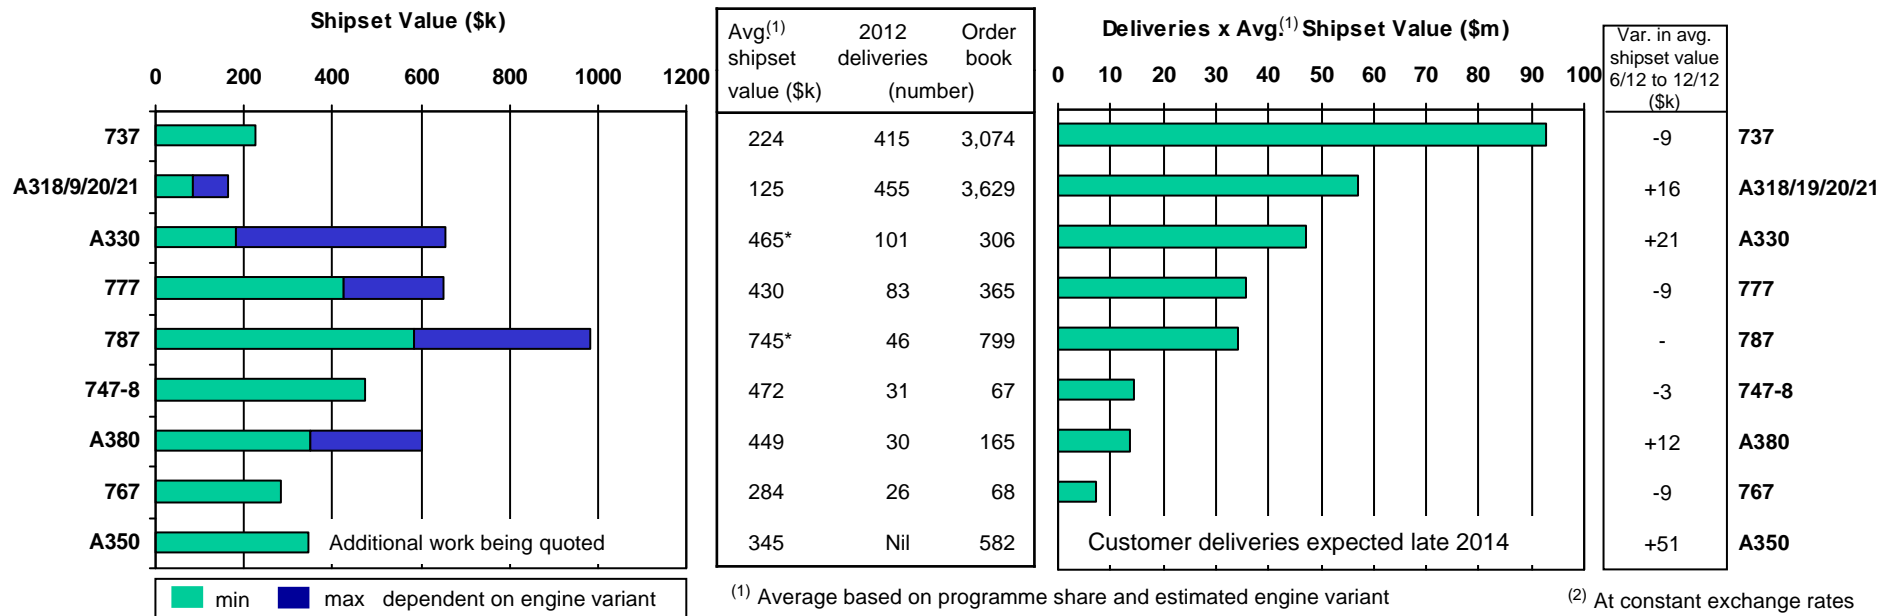 Shipset Value ($k)
0 200 400 600 800 1000 1200
737
A318/9/20/21
A330
777
787
747-8
A380
767
A350
Additional work being quoted
min max dependent on engine variant
Avg.(1) 2012 Order
shipset deliveries book
value ($k) (number)
224 415 3,074
125 455 3,629
465* 101 306
430 83 365
745* 46 799
472 31 67
449 30 165
284 26 68
345 Nil 582
(1) Average based on programme share and estimated engine variant
Deliveries x Avg.(1) Shipset Value ($m)
0 10 20 30 40 50 60 70 80 90 100
Customer deliveries expected late 2014
Var. in avg.
shipset value
6/12 to 12/12
($k)
-9 737
+16 A318/19/20/21
+21 A330
-9 777
- 787
-3 747-8
+12 A380
-9 767
+51 A350
(2) At constant exchange rates